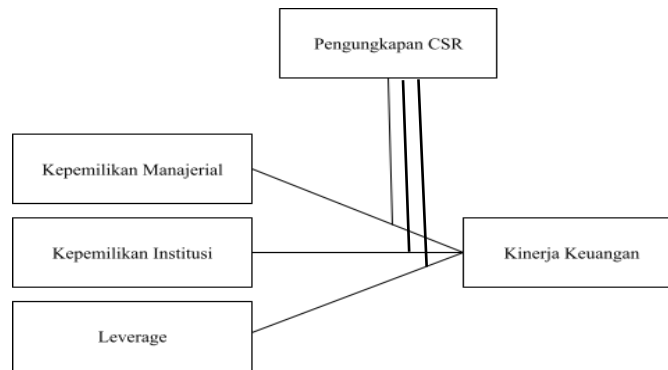 Pengungkapan CSR
Kepemilikan Manajerial
Kepemilikan Institusi
Kinerja Keuangan
Leverage